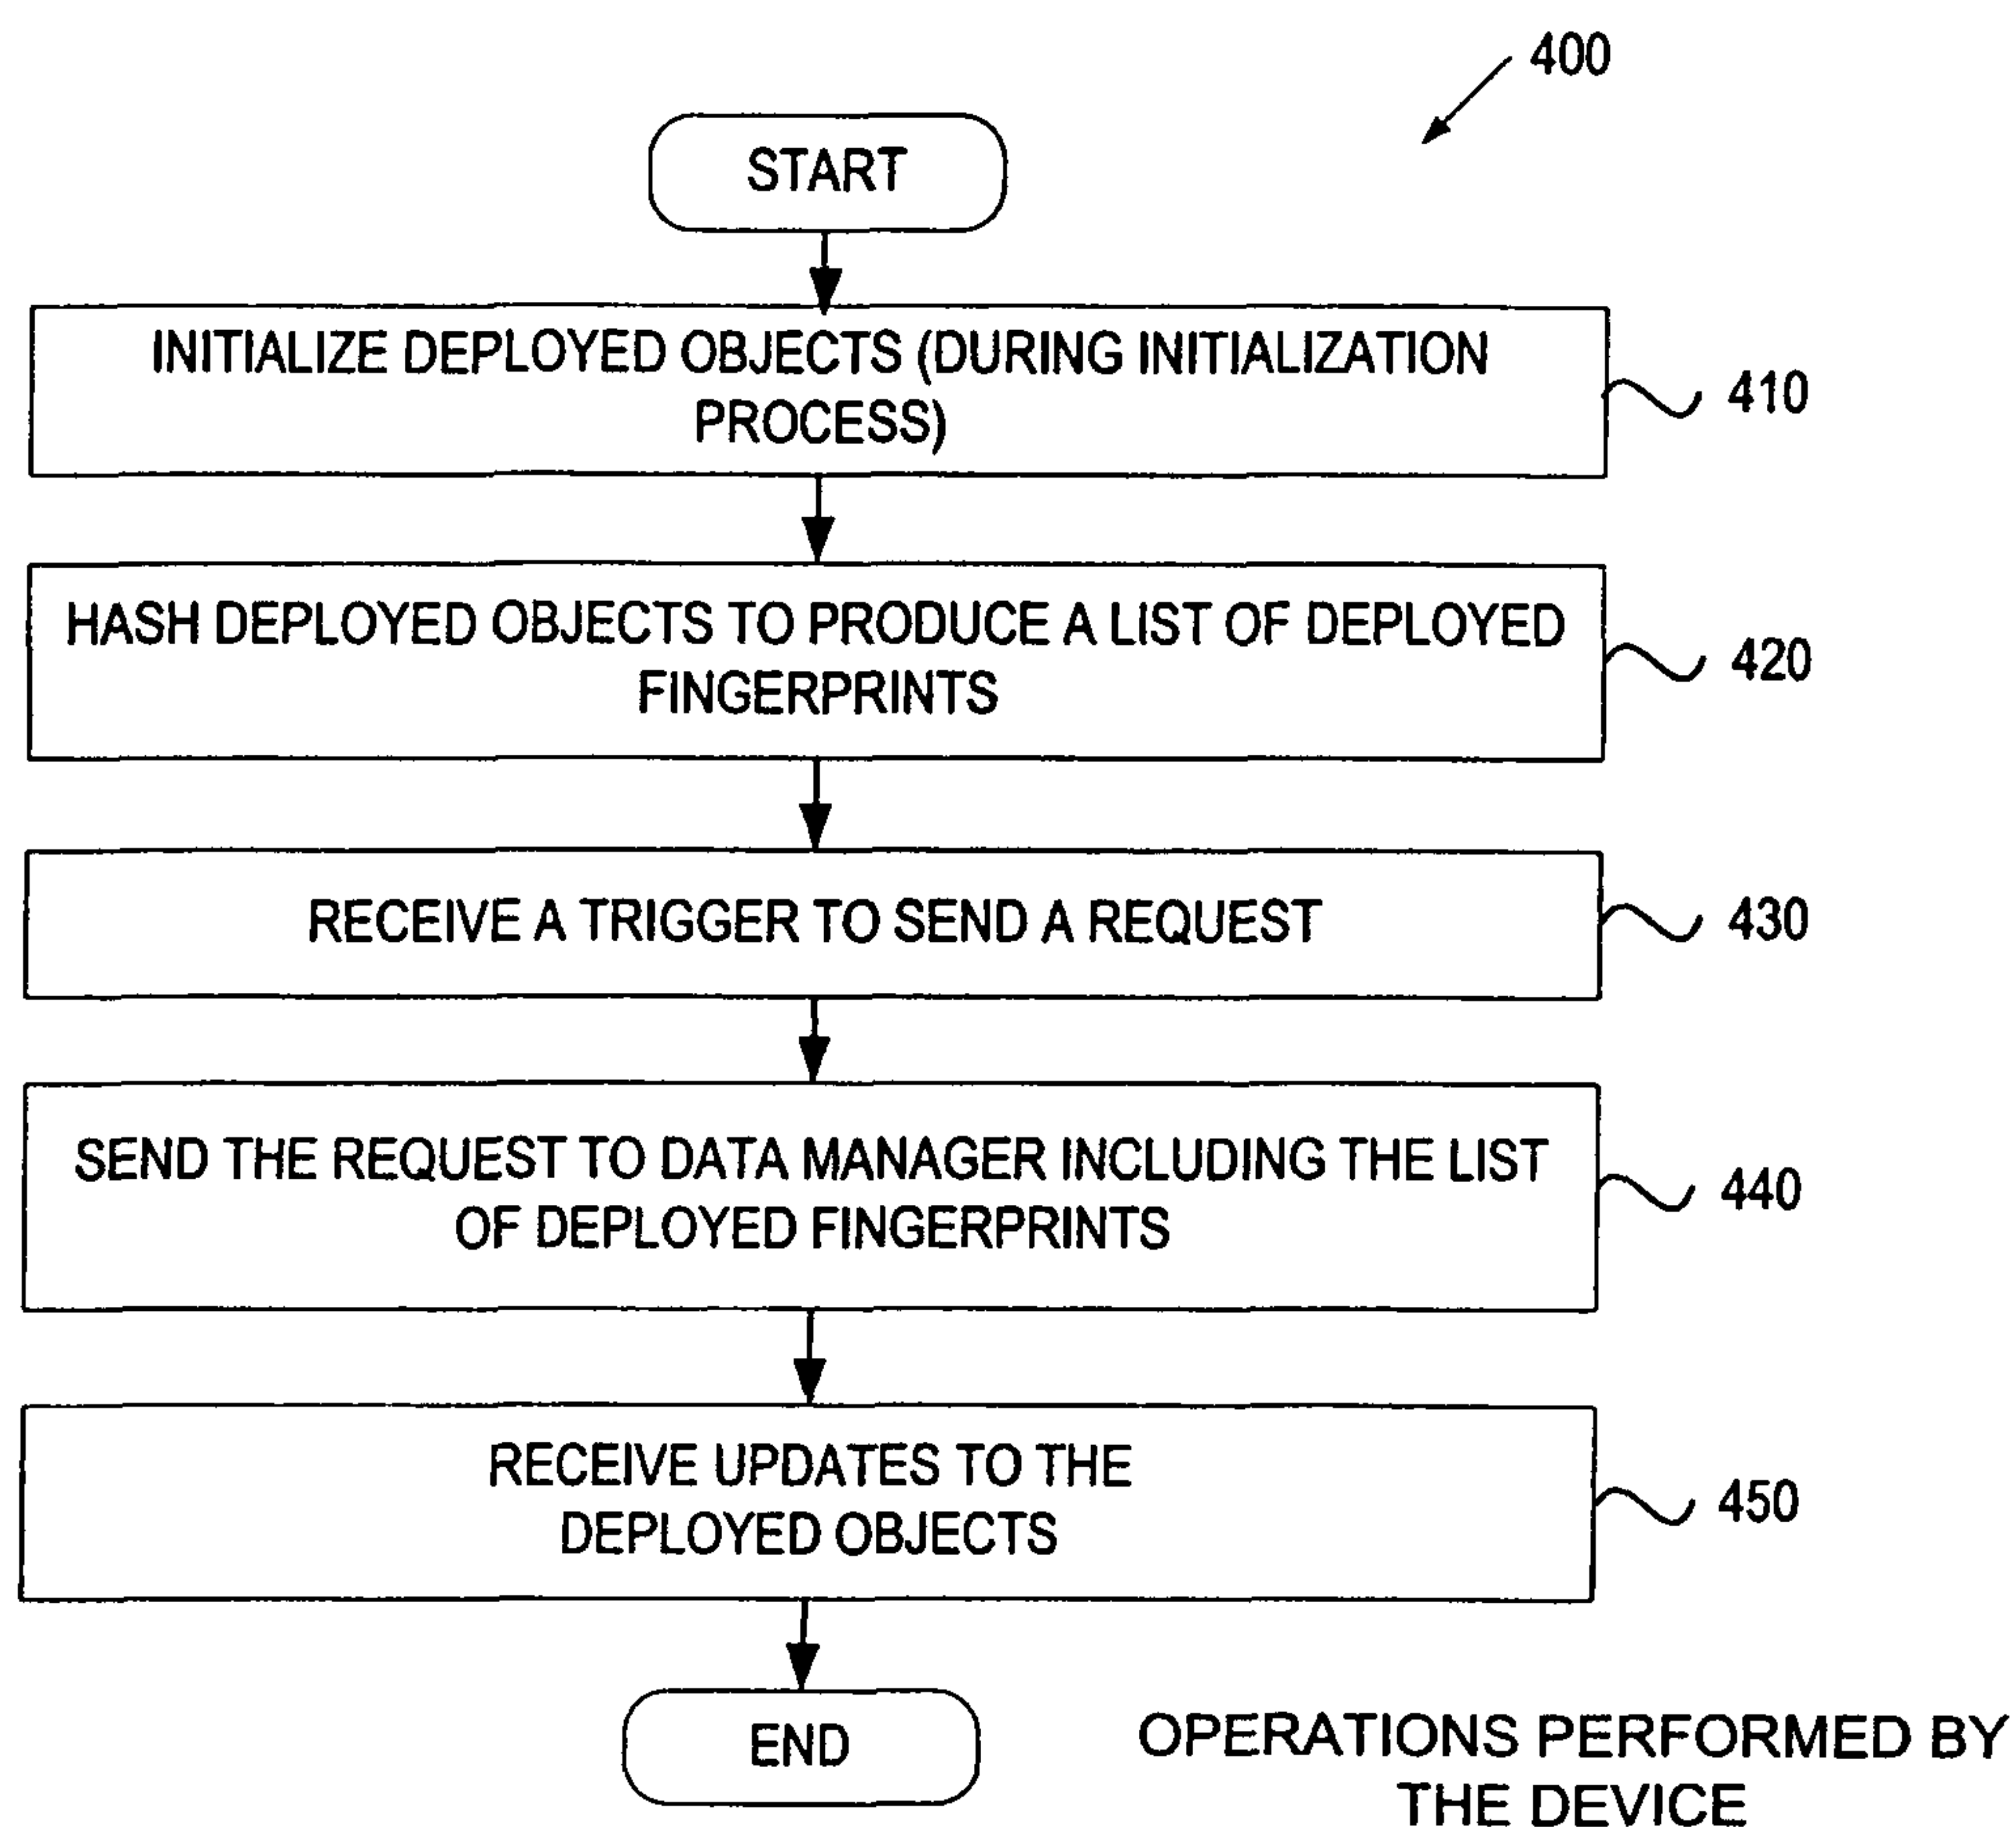 400
START
INITIALIZE DEPLOYED OBJECTS (DURING INITIALIZATION
PROCESS)
410
HASH DEPLOYED OBJECTS TO PRODUCE A LIST OF DEPLOYED
FINGERPRINTS
420
RECEIVE A TRIGGER TO SEND A REQUEST
430
SEND THE REQUEST TO DATA MANAGER INCLUDING THE LIST
OF DEPLOYED FINGERPRINTS
440
RECEIVE UPDATES TO THE
DEPLOYED OBJECTS
450
END
OPERATIONS PERFORMED BY
THE DEVICE